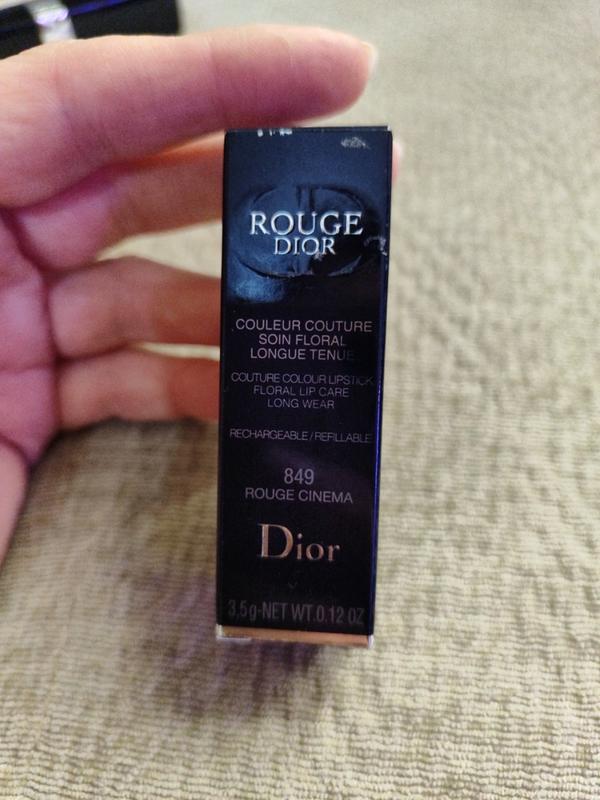 ROUGE
DIOR
COULEUR COUTURE
SOIN FLORAL
LONGUE TENUE
COUTURE COLOUR LIPSTICK
FLORAL LIP CARE
LONG WEAR
RECHARGEABLE/REFILLABLE
849
ROUGE CINEMA
Dior
3,5g-NET WT.0.12 OZ